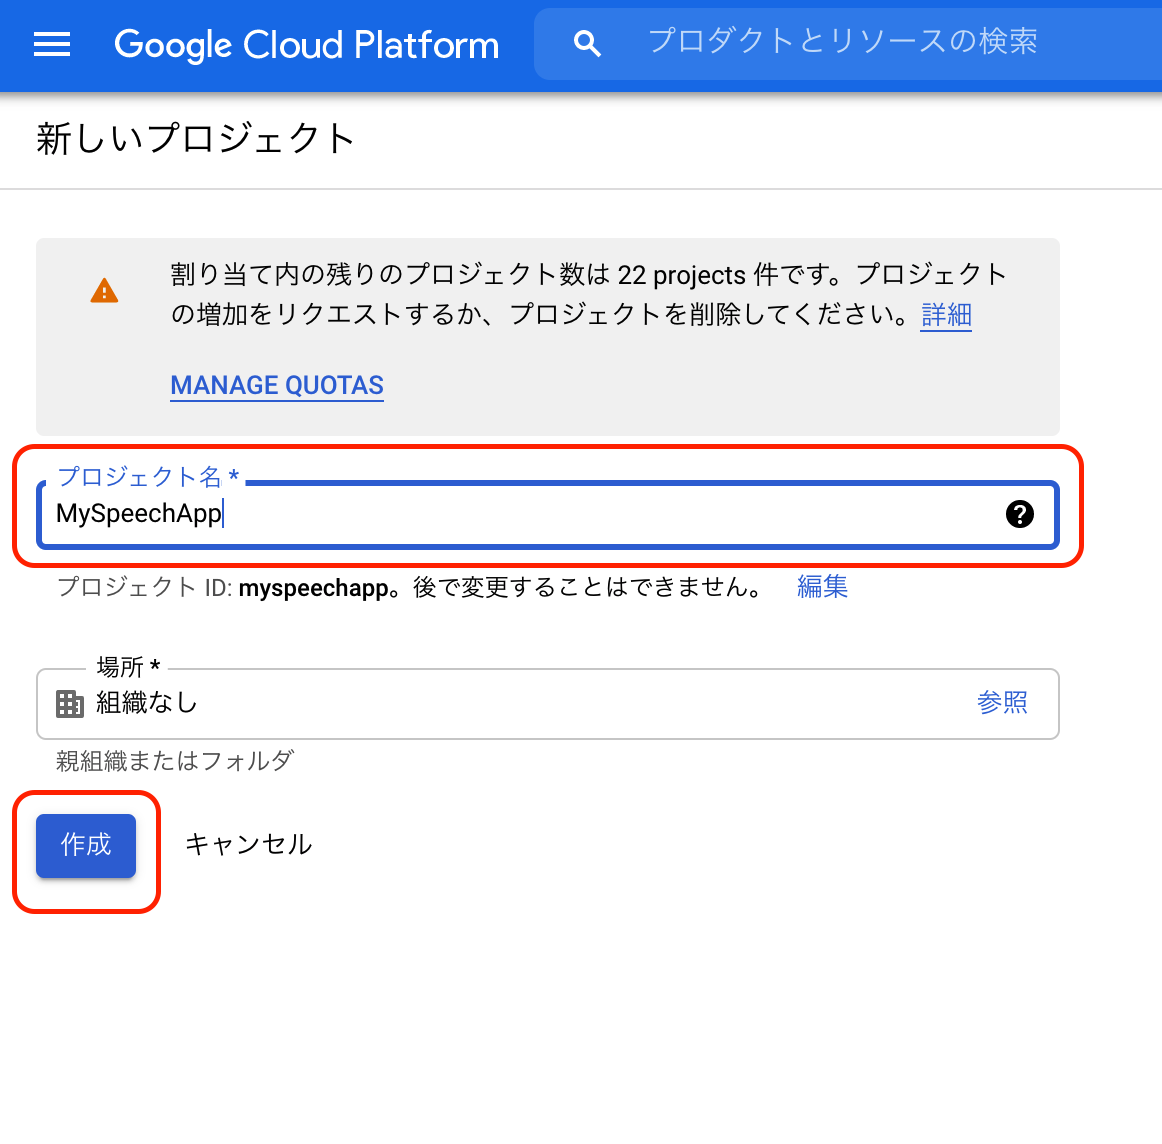 Google Cloud Platform
プロダクトとリソースの検索
新しいプロジェクト
割り当て内の残りのプロジェクト数は 22 projects 件です。プロジェクト
の増加をリクエストするか、プロジェクトを削除してください。詳細
MANAGE QUOTAS
プロジェクト名 *
MySpeechApp
プロジェクト ID: myspeechapp。後で変更することはできません。 編集
場所 *
組織なし 参照
親組織またはフォルダ
作成 キャンセル